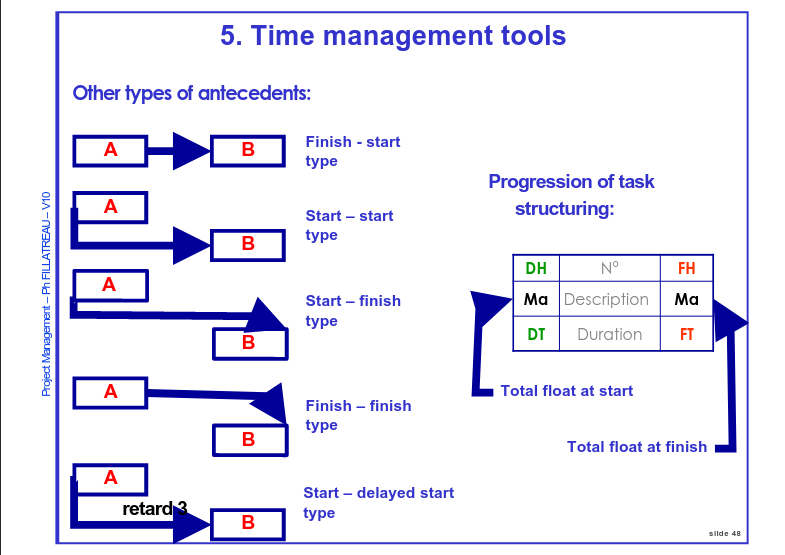 5. Time management tools
Other types of antecedents:
A
B
Finish - start
type
A
B
Start – start
type
A
B
Start – finish
type
A
B
Finish – finish
type
A
retard 3
B
Start – delayed start
type
Progression of task
structuring:
DH N° FH
Ma Description Ma
DT Duration FT
Total float at start
Total float at finish
Project Management – Ph FILLATREAU – V10
slide 48